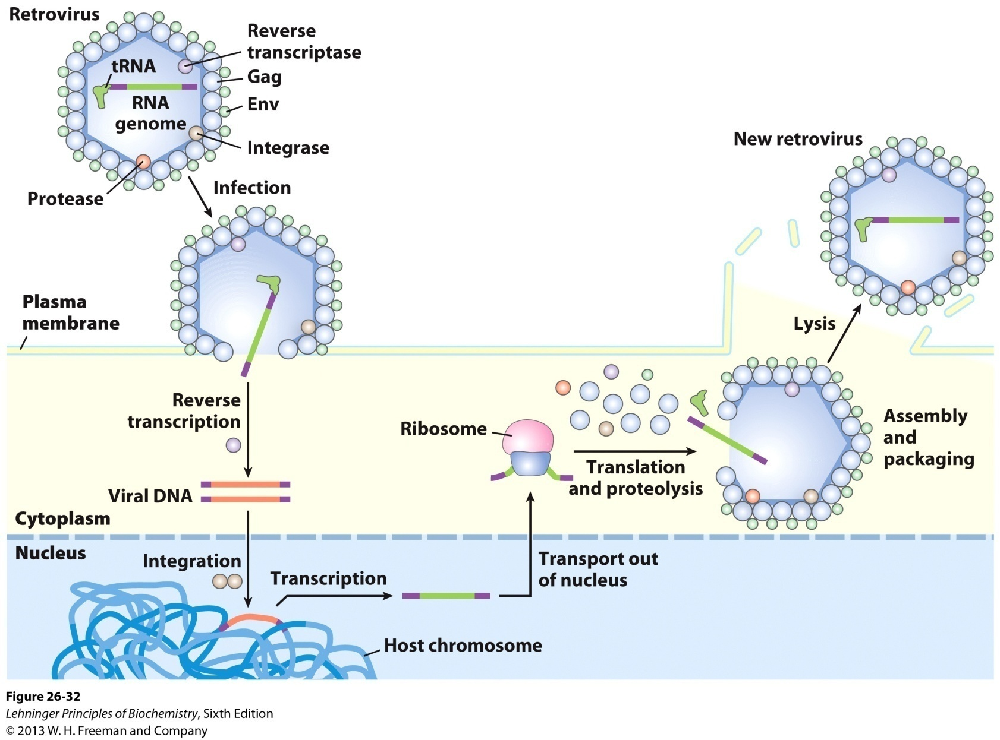 Retrovirus
Reverse
transcriptase
tRNA
Gag
RNA
genome
Env
Integrase
Protease
Infection
New retrovirus
Plasma
membrane
Lysis
Reverse
transcription
Ribosome
Assembly
and
packaging
Translation
and proteolysis
Viral DNA
Cytoplasm
Nucleus
Integration
Transcription
Transport out
of nucleus
Host chromosome
Figure 26-32
Lehninger Principles of Biochemistry, Sixth Edition
© 2013 W. H. Freeman and Company